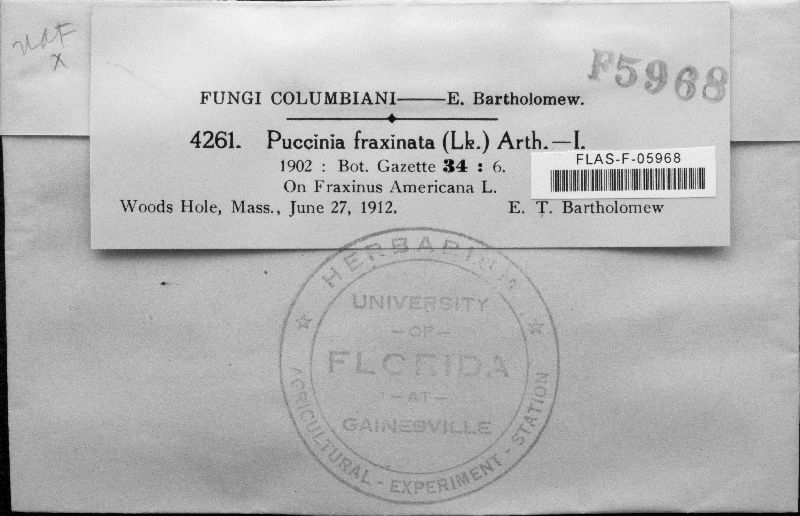 F5968
FUNGI COLUMBIANI—E. Bartholomew.
4261. Puccinia fraxinata (Lk.) Arth.—I.
1902 : Bot. Gazette 34 : 6.
On Fraxinus Americana L.
Woods Hole, Mass., June 27, 1912. E. T. Bartholomew
FLAS-F-05968
HERBARIUM
UNIVERSITY
—OF—
FLORIDA
—AT—
GAINESVILLE
AGRICULTURAL - EXPERIMENT - STATION